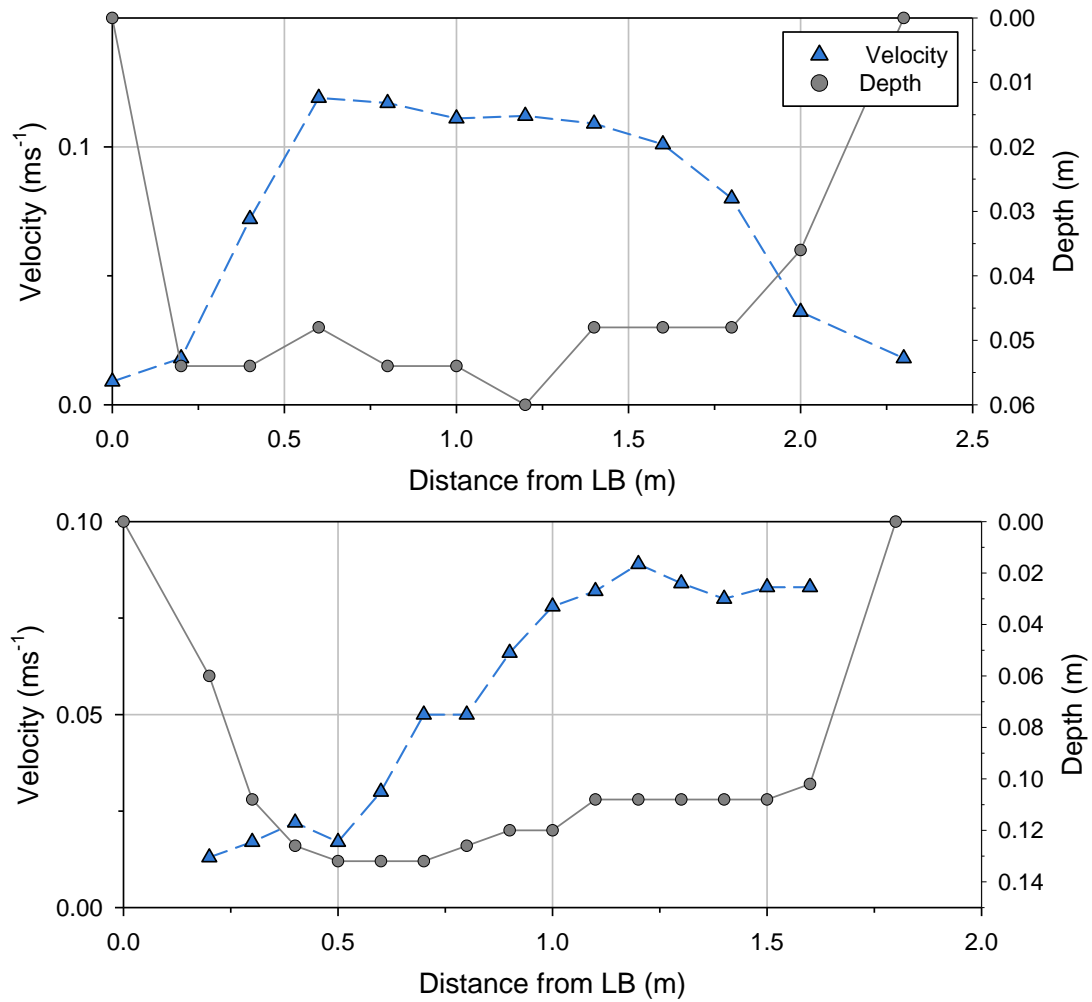 Velocity
Depth
Velocity (ms⁻¹)
0.1
0.0
0.00
0.01
0.02
0.03
0.04
0.05
0.06
Depth (m)
0.0 0.5 1.0 1.5 2.0 2.5
Distance from LB (m)
Velocity (ms⁻¹)
0.10
0.05
0.00
0.00
0.02
0.04
0.06
0.08
0.10
0.12
0.14
Depth (m)
0.0 0.5 1.0 1.5 2.0
Distance from LB (m)